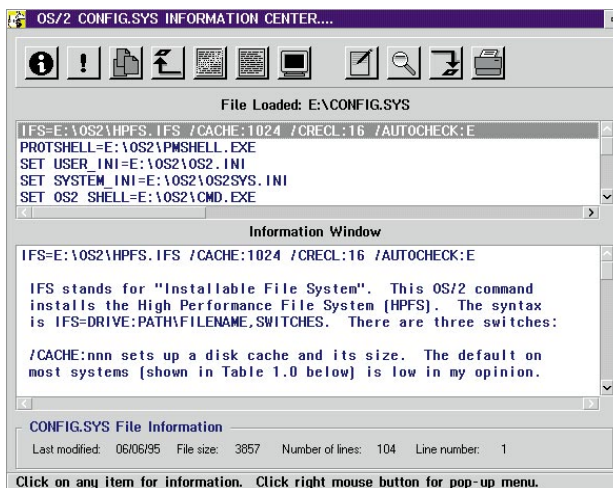 OS/2 CONFIG.SYS INFORMATION CENTER....
File Loaded: E:\CONFIG.SYS
IFS=E:\OS2\HPFS.IFS /CACHE:1024 /CRECL:16 /AUTOCHECK:E
PROTSHELL=E:\OS2\PMSHELL.EXE
SET USER_INI=E:\OS2\OS2.INI
SET SYSTEM_INI=E:\OS2\OS2SYS.INI
SET OS2_SHELL=E:\OS2\CMD.EXE
Information Window
IFS=E:\OS2\HPFS.IFS /CACHE:1024 /CRECL:16 /AUTOCHECK:E
IFS stands for "Installable File System". This OS/2 command
installs the High Performance File System (HPFS). The syntax
is IFS=DRIVE:PATH\FILENAME,SWITCHES. There are three switches:
/CACHE:nnn sets up a disk cache and its size. The default on
most systems (shown in Table 1.0 below) is low in my opinion.
CONFIG.SYS File Information
Last modified: 06/06/95 File size: 3857 Number of lines: 104 Line number: 1
Click on any item for information. Click right mouse button for pop-up menu.